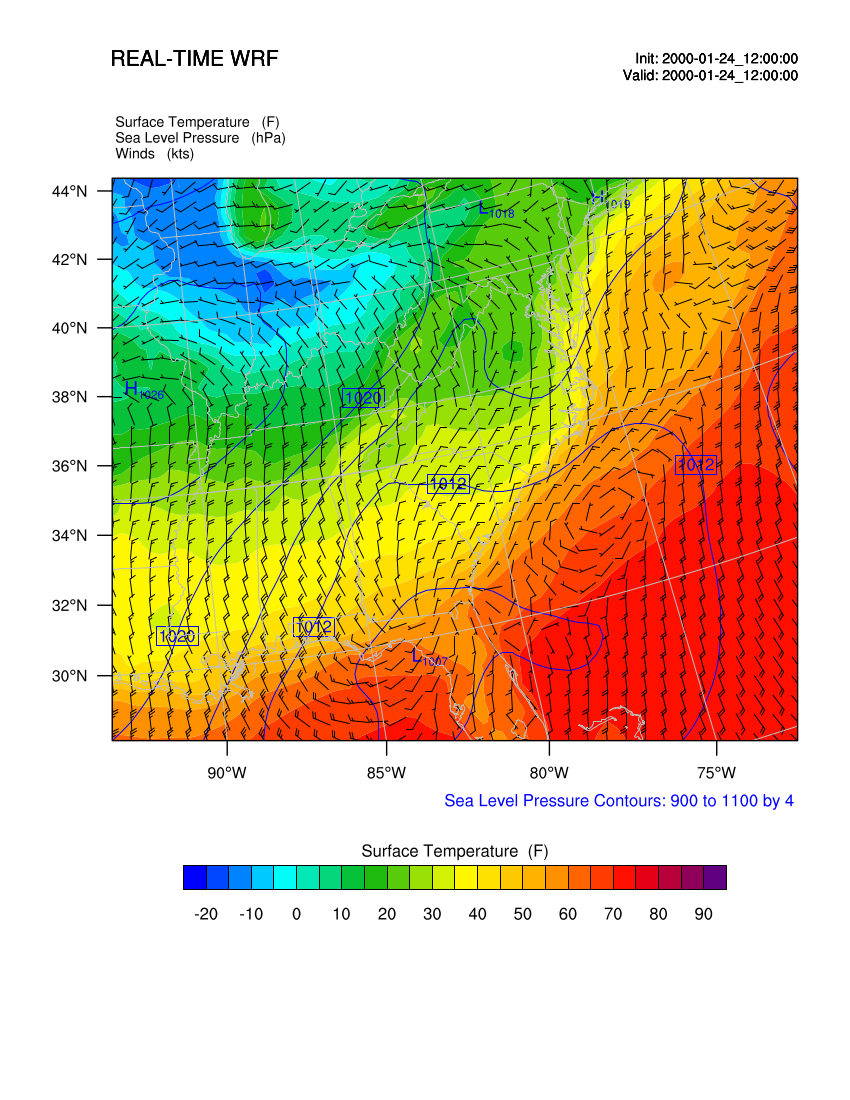 REAL-TIME WRF
Init: 2000-01-24_12:00:00
Valid: 2000-01-24_12:00:00
Surface Temperature (F)
Sea Level Pressure (hPa)
Winds (kts)
44°N
42°N
40°N
38°N
36°N
34°N
32°N
30°N
L1018
H1019
H1026
1020
1012
1012
1020
1012
L1007
90°W 85°W 80°W 75°W
Sea Level Pressure Contours: 900 to 1100 by 4
Surface Temperature (F)
-20 -10 0 10 20 30 40 50 60 70 80 90